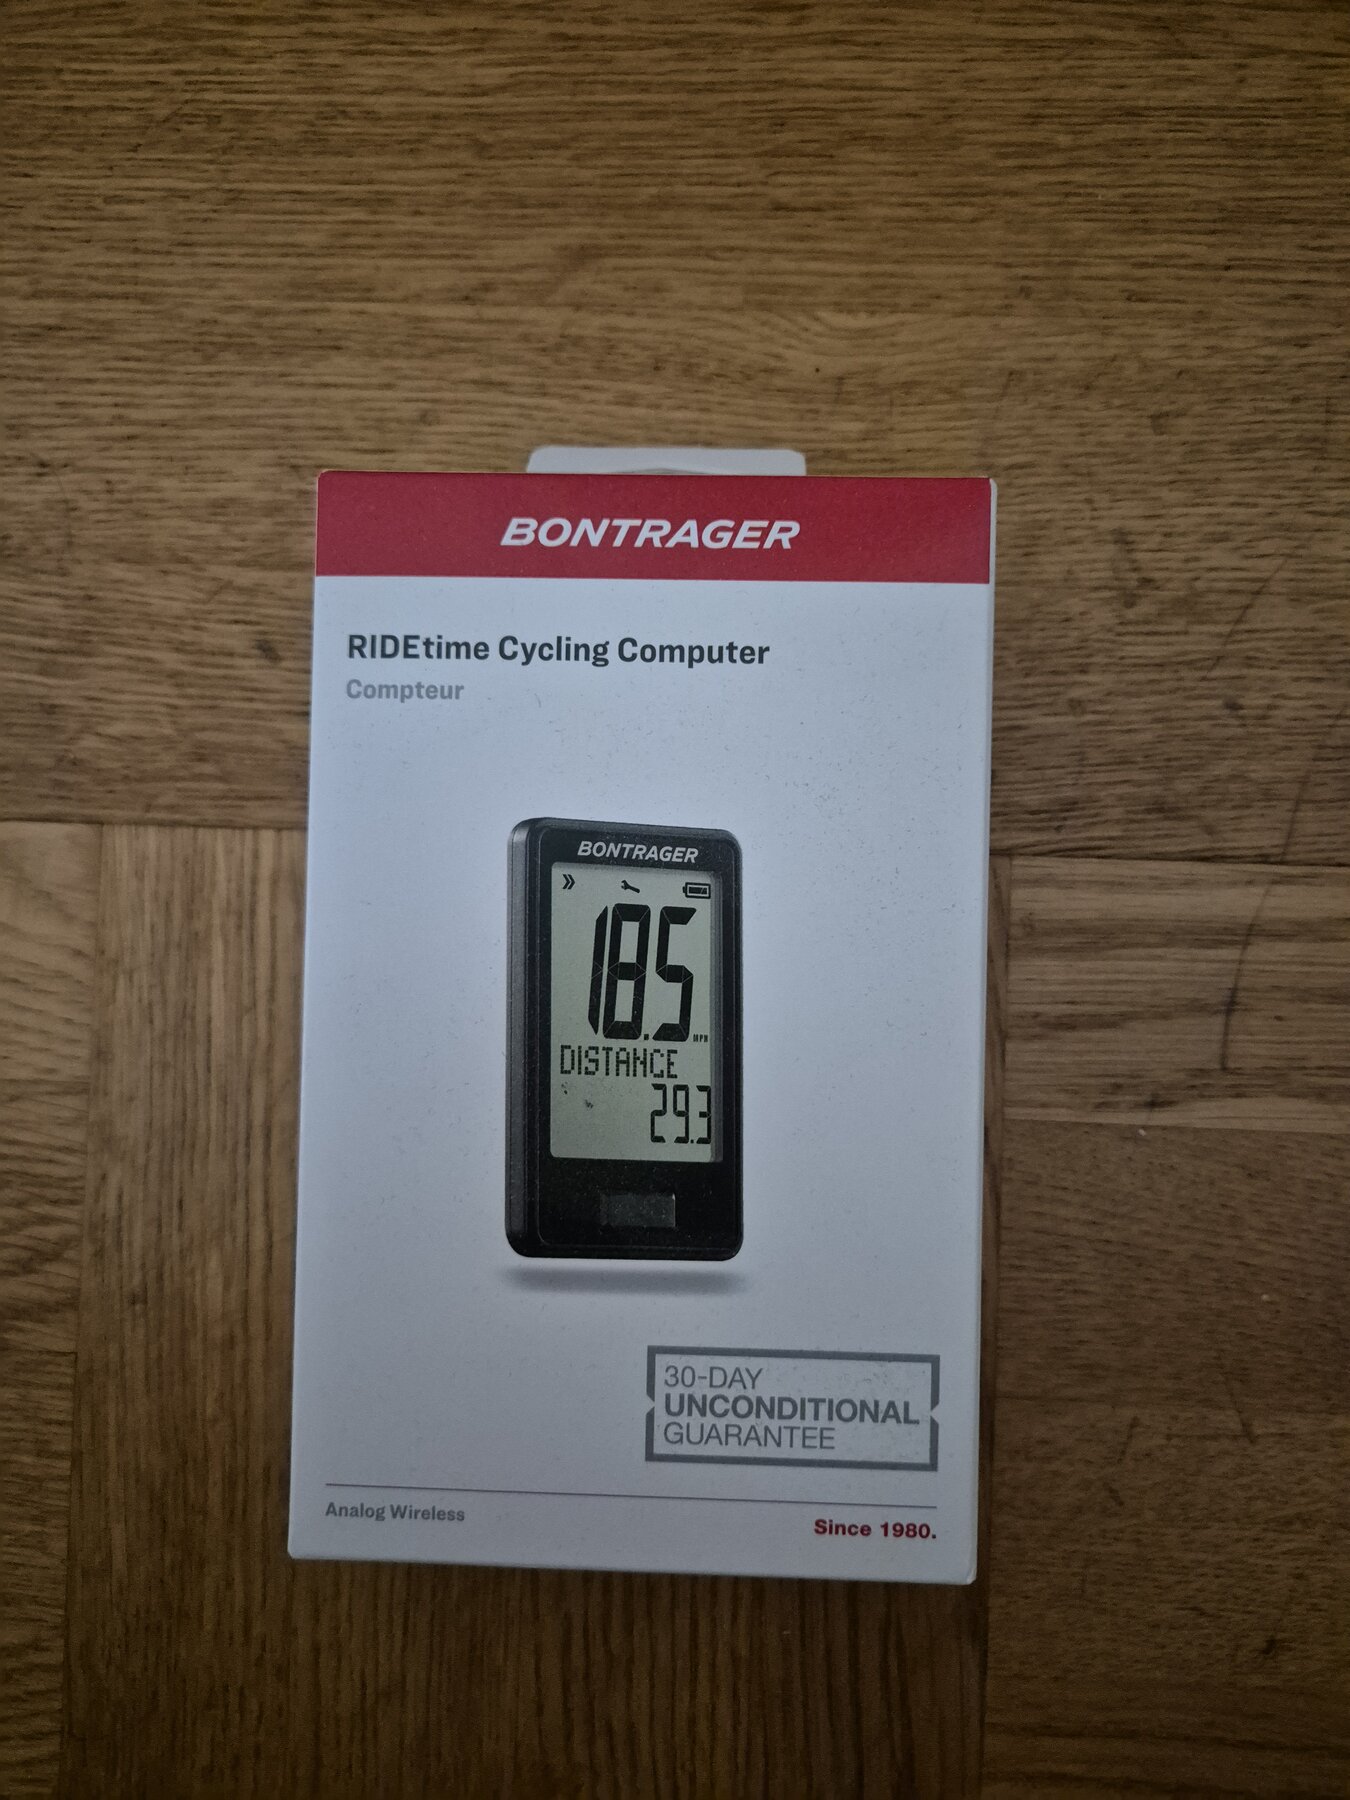 BONTRAGER
RIDEtime Cycling Computer
Compteur
BONTRAGER
18.5 MPH
DISTANCE
29.3
30-DAY
UNCONDITIONAL
GUARANTEE
Analog Wireless
Since 1980.